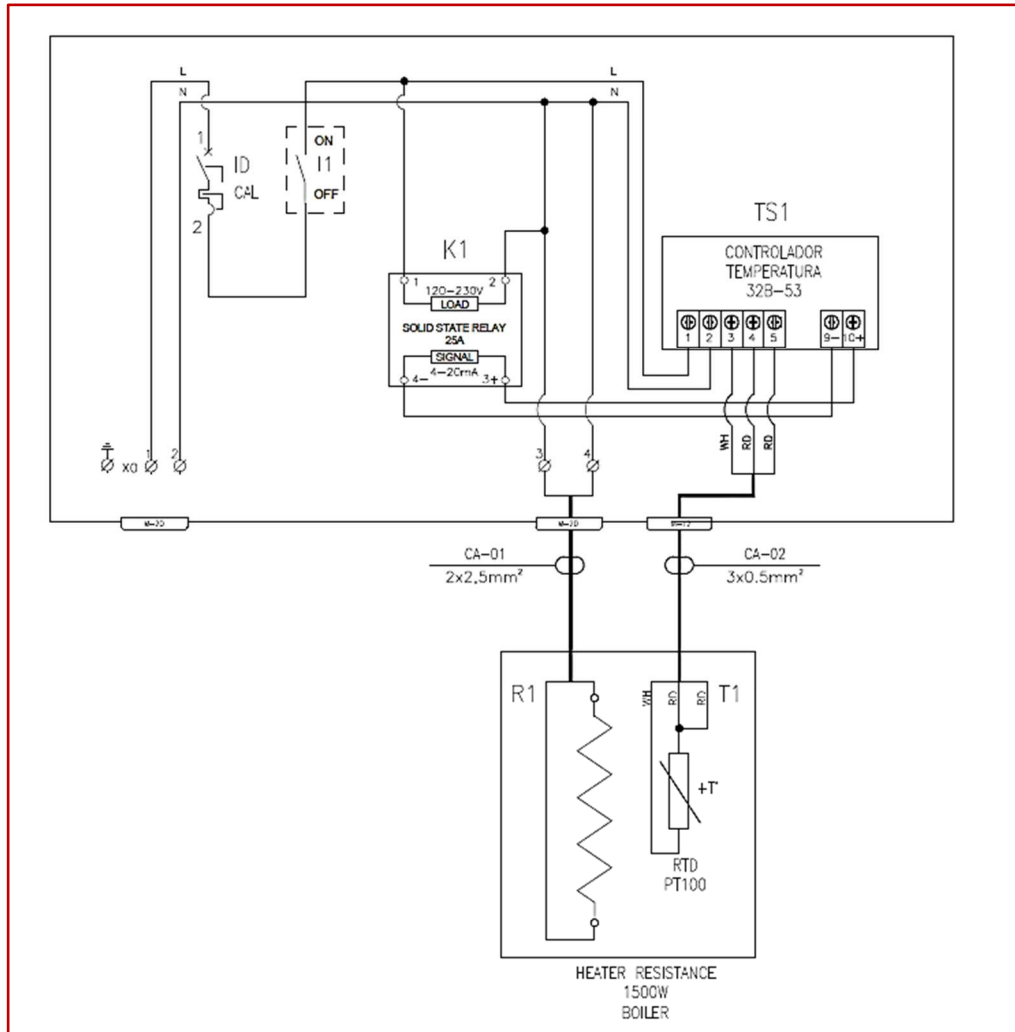 L
N
L
N
1
ID
CAL
2
ON
I1
OFF
K1
1
2
120-230V
LOAD
SOLID STATE RELAY
25A
SIGNAL
4-20mA
4-
3+
TS1
CONTROLADOR
TEMPERATURA
32B-53
1 2 3 4 5 9- 10+
WH RD RD
X0 1 2
3 4
M-20
M-20
CA-01
2x2,5mm²
CA-02
3x0.5mm²
R1
WH RD RD
T1
+T'
RTD
PT100
HEATER RESISTANCE
1500W
BOILER